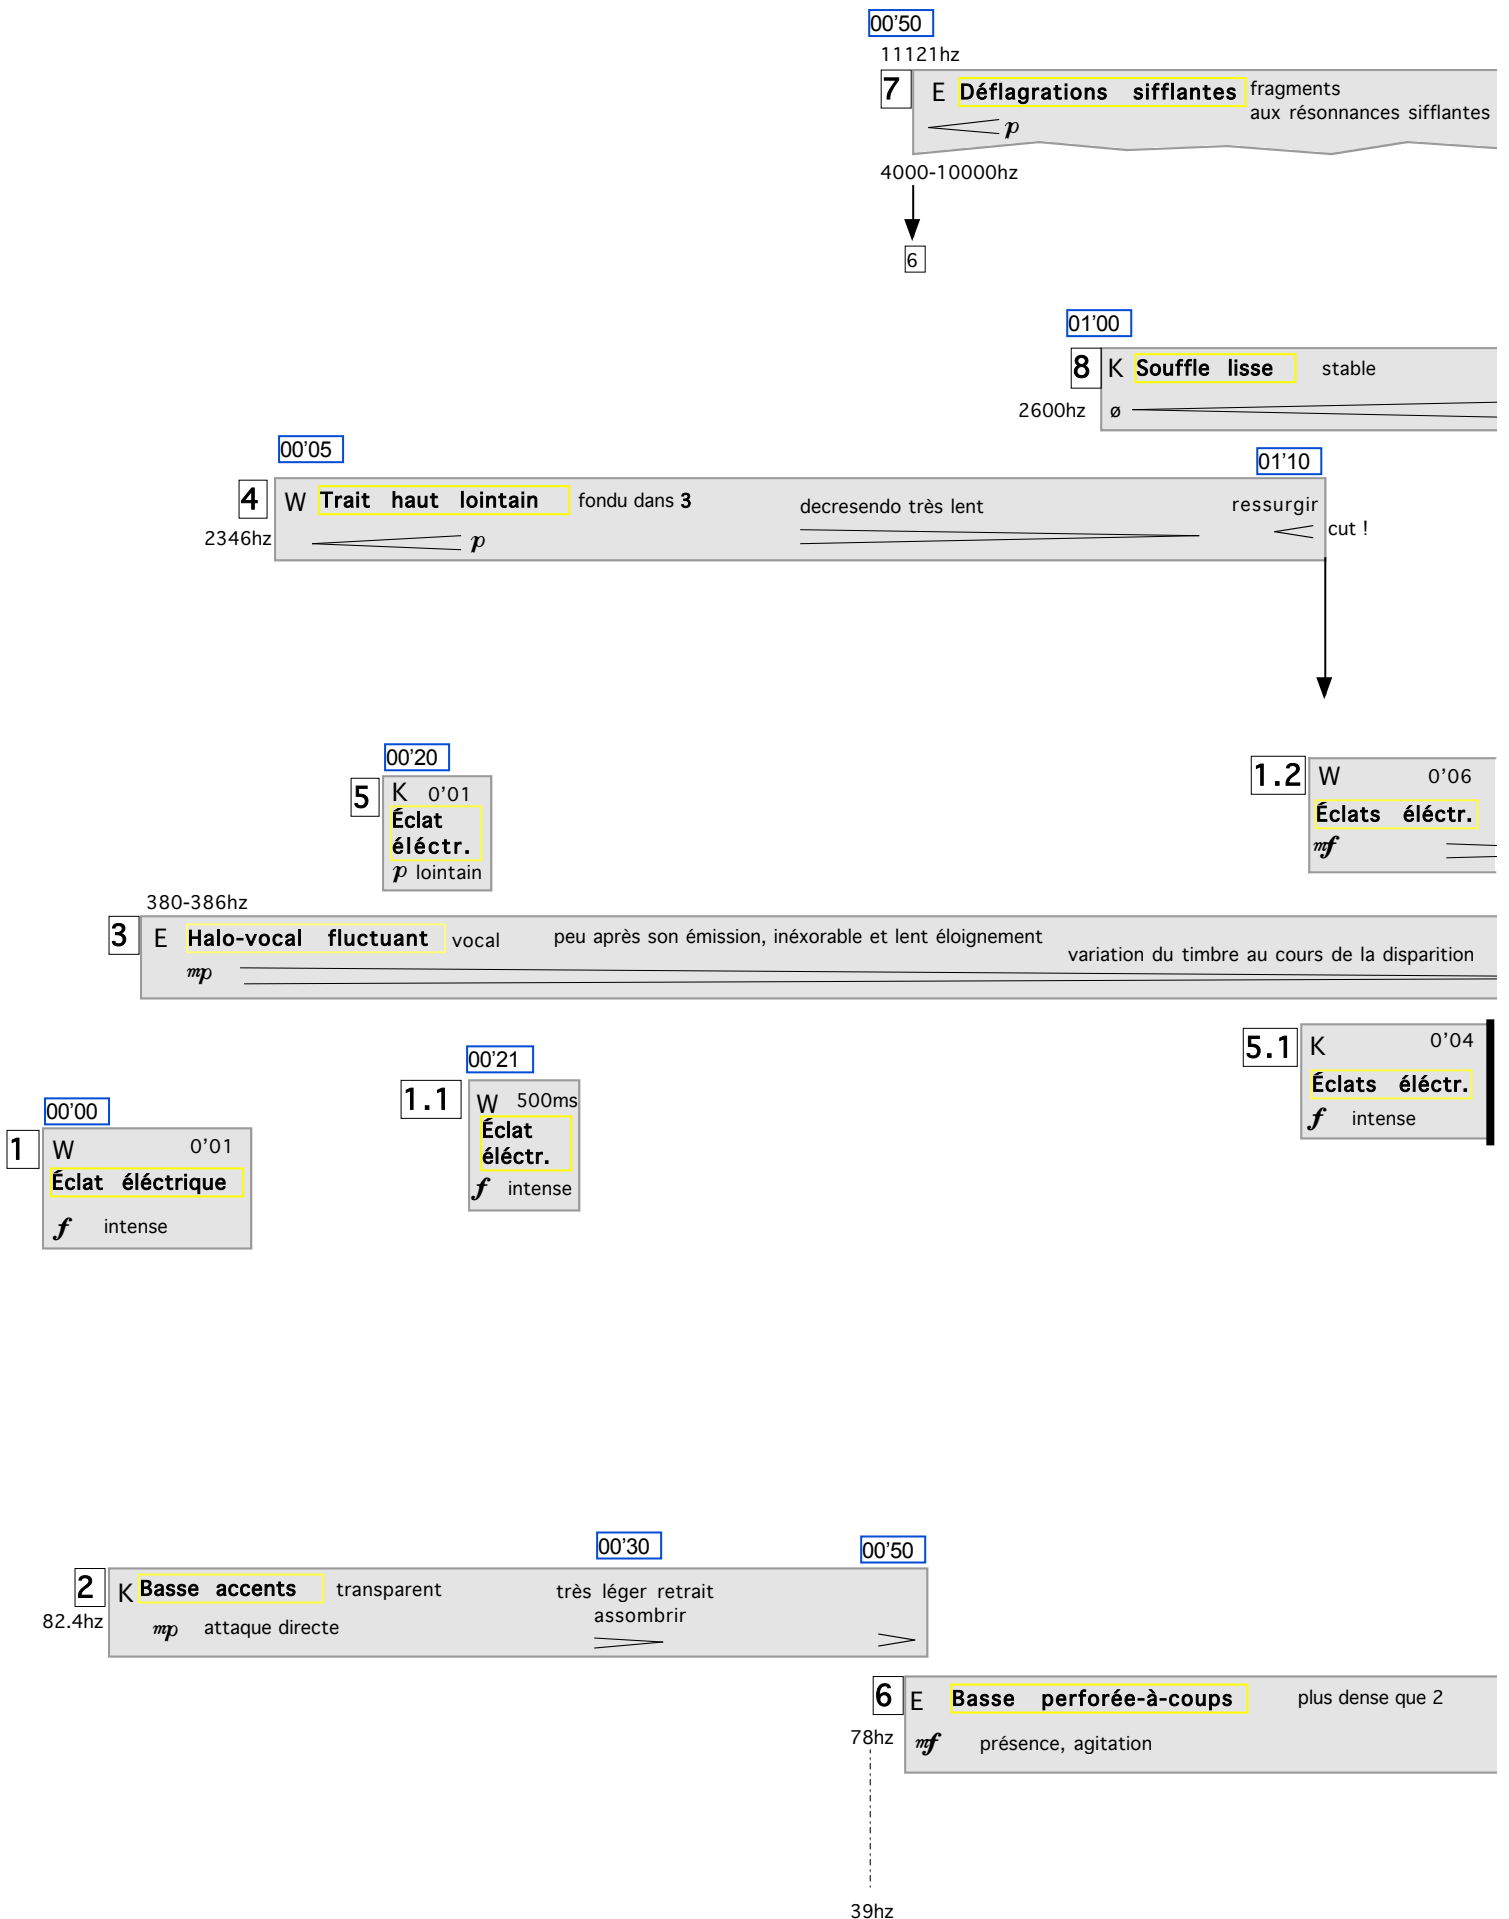 00'50
11121hz
7 E Déflagrations sifflantes fragments
aux résonnances sifflantes
p
4000-10000hz
6
01'00
8 K Souffle lisse stable
2600hz ø
00'05
01'10
4 W Trait haut lointain fondu dans 3 decresendo très lent ressurgir
2346hz p cut !
00'20
5 K 0'01
Éclat
éléctr.
p lointain
1.2 W 0'06
Éclats éléctr.
mf
380-386hz
3 E Halo-vocal fluctuant vocal peu après son émission, inéxorable et lent éloignement
variation du timbre au cours de la disparition
mp
00'21
1.1 W 500ms
Éclat
éléctr.
f intense
5.1 K 0'04
Éclats éléctr.
f intense
00'00
1 W 0'01
Éclat éléctrique
f intense
00'30
00'50
2 K Basse accents transparent très léger retrait
assombrir
82.4hz mp attaque directe
6 E Basse perforée-à-coups plus dense que 2
78hz mf présence, agitation
39hz